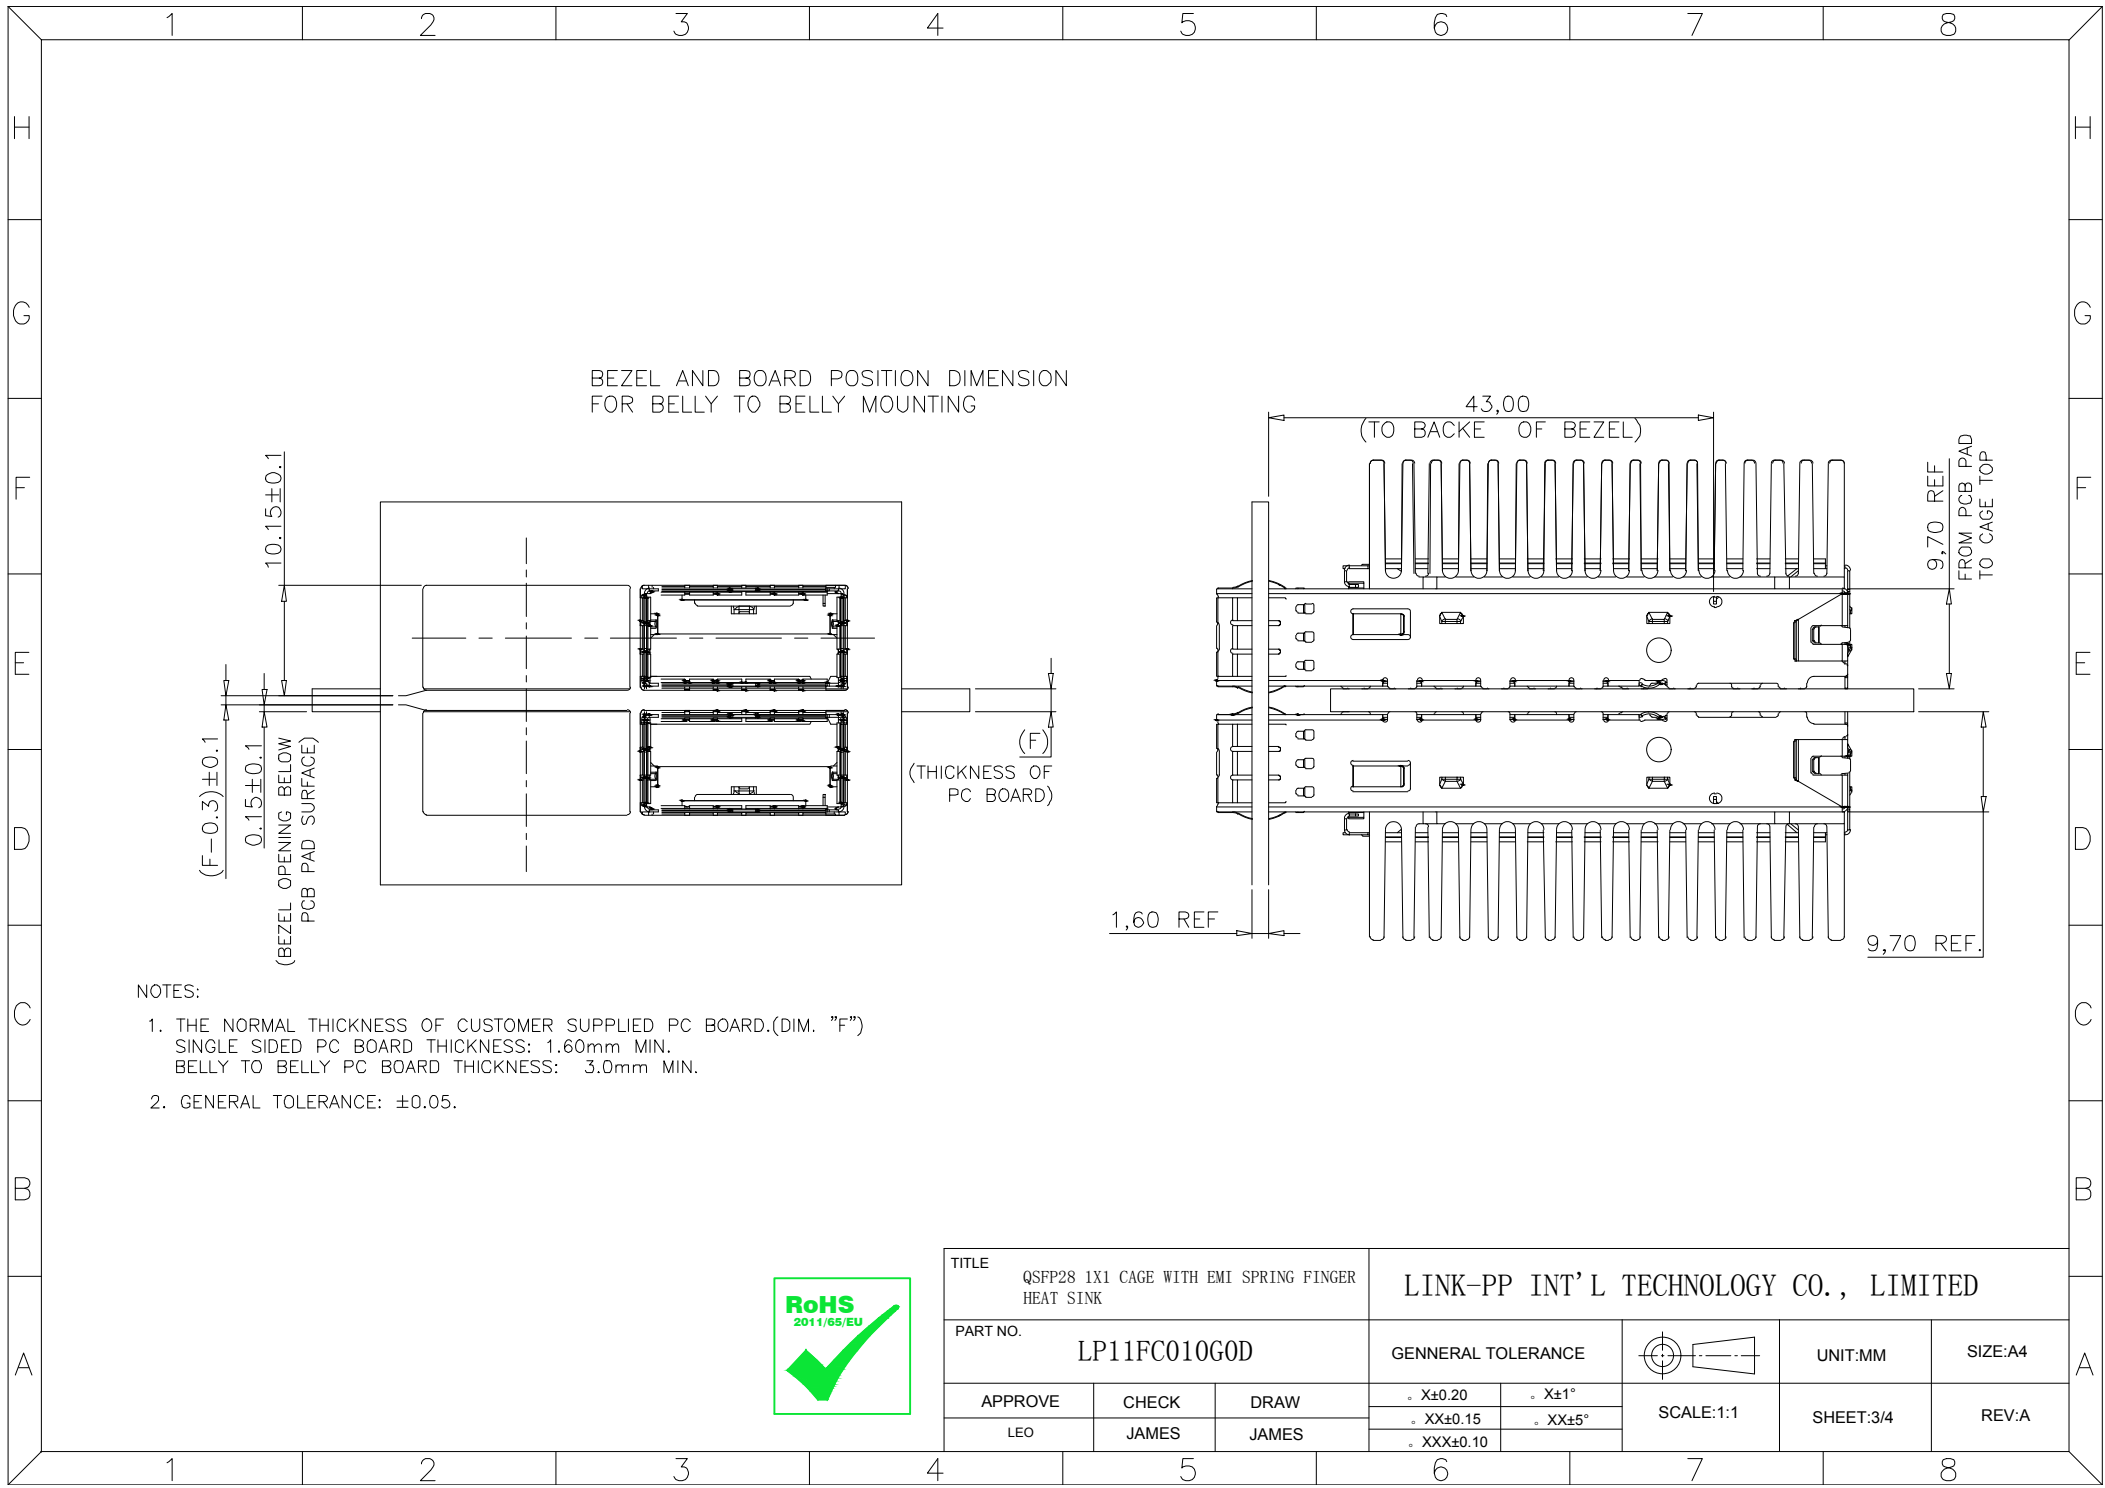 1 2 3 4 5 6 7 8
H H
G G
F F
E E
D D
C C
B B
A A
BEZEL AND BOARD POSITION DIMENSION
FOR BELLY TO BELLY MOUNTING
10.15±0.1
(F-0.3)±0.1
0.15±0.1
(BEZEL OPENING BELOW
PCB PAD SURFACE)
(F)
(THICKNESS OF
PC BOARD)
43,00
(TO BACKE OF BEZEL)
9,70 REF
FROM PCB PAD
TO CAGE TOP
1,60 REF
9,70 REF.
NOTES:
1. THE NORMAL THICKNESS OF CUSTOMER SUPPLIED PC BOARD.(DIM. "F")
SINGLE SIDED PC BOARD THICKNESS: 1.60mm MIN.
BELLY TO BELLY PC BOARD THICKNESS: 3.0mm MIN.
2. GENERAL TOLERANCE: ±0.05.
RoHS
2011/65/EU
TITLE
QSFP28 1X1 CAGE WITH EMI SPRING FINGER
HEAT SINK
LINK-PP INT'L TECHNOLOGY CO., LIMITED
PART NO.
LP11FC010G0D
GENNERAL TOLERANCE
UNIT:MM
SIZE:A4
APPROVE CHECK DRAW
LEO JAMES JAMES
。X±0.20 。X±1°
。XX±0.15 。XX±5°
。XXX±0.10
SCALE:1:1
SHEET:3/4
REV:A
1 2 3 4 5 6 7 8